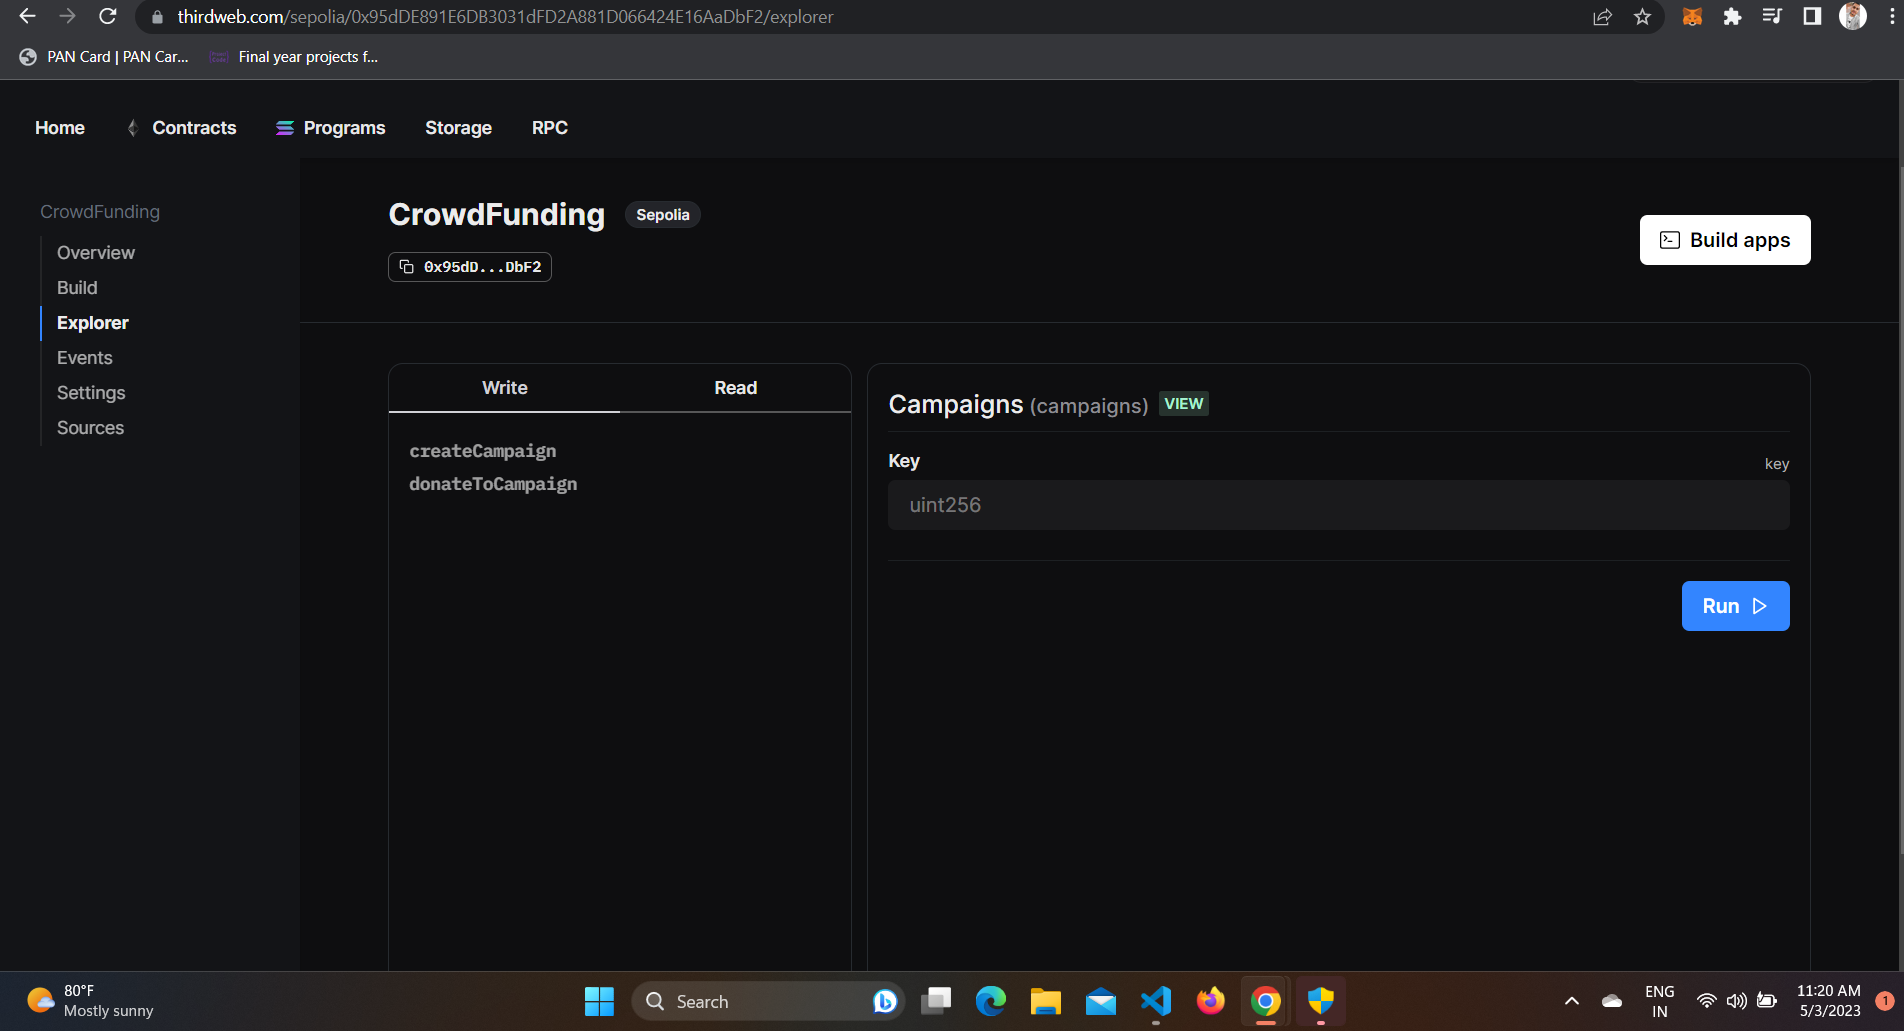 thirdweb.com/sepolia/0x95dDE891E6DB3031dFD2A881D066424E16AaDbF2/explorer
PAN Card | PAN Car...
Final year projects f...
Home
Contracts
Programs
Storage
RPC
CrowdFunding
Overview
Build
Explorer
Events
Settings
Sources
CrowdFunding
Sepolia
0x95dD...DbF2
Build apps
Write
Read
createCampaign
donateToCampaign
Campaigns (campaigns) VIEW
Key
key
uint256
Run
80°F
Mostly sunny
Search
ENG
IN
11:20 AM
5/3/2023
1